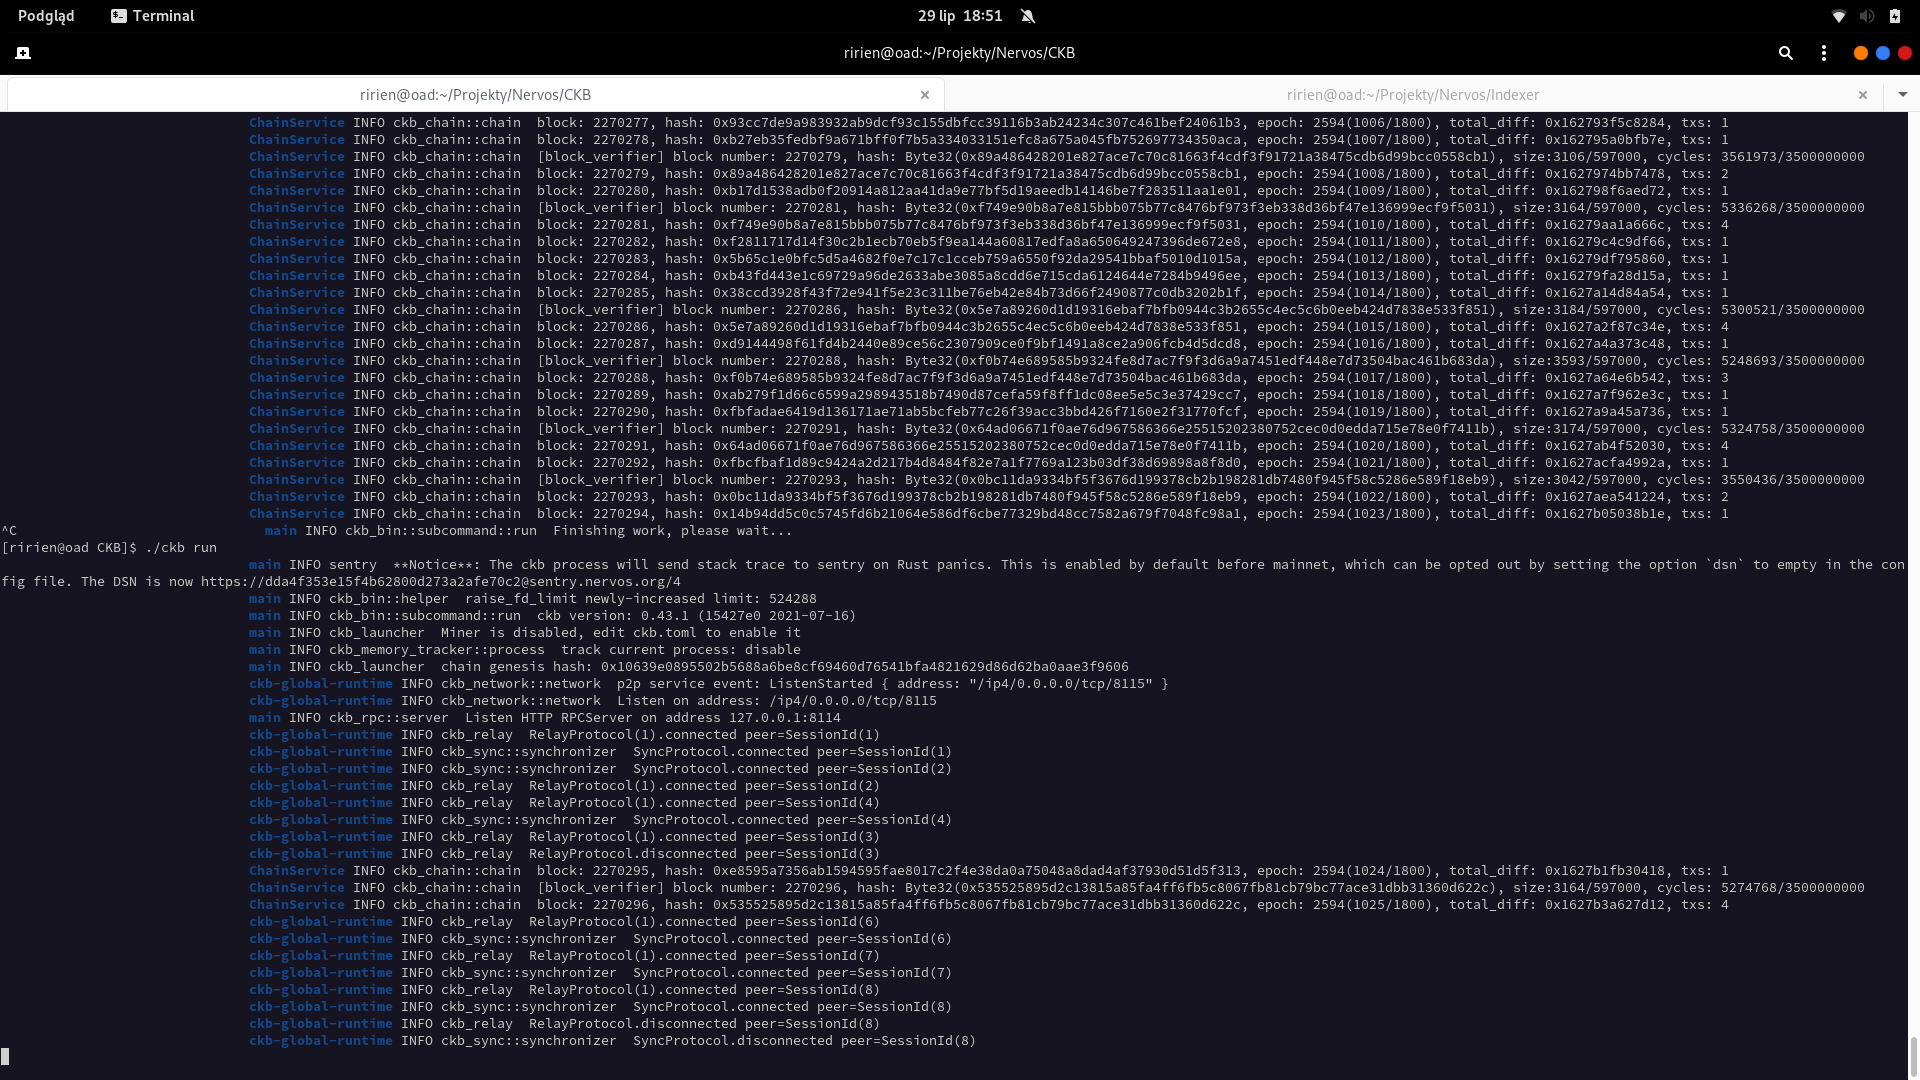 Podgląd
Terminal
29 lip 18:51
ririen@oad:~/Projekty/Nervos/CKB
ririen@oad:~/Projekty/Nervos/CKB ×
ririen@oad:~/Projekty/Nervos/Indexer ×
ChainService INFO ckb_chain::chain block: 2270277, hash: 0x93cc7de9a983932ab9dcf93c155dbfcc39116b3ab24234c307c461bef24061b3, epoch: 2594(1006/1800), total_diff: 0x162793f5c8284, txs: 1
ChainService INFO ckb_chain::chain block: 2270278, hash: 0xb27eb35fedbf9a671bff0f7b5a334033151efc8a675a045fb752697734350aca, epoch: 2594(1007/1800), total_diff: 0x162795a0bfb7e, txs: 1
ChainService INFO ckb_chain::chain [block_verifier] block number: 2270279, hash: Byte32(0x89a486428201e827ace7c70c81663f4cdf3f91721a38475cdb6d99bcc0558cb1), size:3106/597000, cycles: 3561973/3500000000
ChainService INFO ckb_chain::chain block: 2270279, hash: 0x89a486428201e827ace7c70c81663f4cdf3f91721a38475cdb6d99bcc0558cb1, epoch: 2594(1008/1800), total_diff: 0x1627974bb7478, txs: 2
ChainService INFO ckb_chain::chain block: 2270280, hash: 0xb17d1538adb0f20914a812aa41da9e77bf5d19aeedb14146be7f283511aa1e01, epoch: 2594(1009/1800), total_diff: 0x162798f6aed72, txs: 1
ChainService INFO ckb_chain::chain [block_verifier] block number: 2270281, hash: Byte32(0xf749e90b8a7e815bbb075b77c8476bf973f3eb338d36bf47e136999ecf9f5031), size:3164/597000, cycles: 5336268/3500000000
ChainService INFO ckb_chain::chain block: 2270281, hash: 0xf749e90b8a7e815bbb075b77c8476bf973f3eb338d36bf47e136999ecf9f5031, epoch: 2594(1010/1800), total_diff: 0x16279aa1a666c, txs: 4
ChainService INFO ckb_chain::chain block: 2270282, hash: 0xf2811717d14f30c2b1ecb70eb5f9ea144a60817edfa8a650649247396de672e8, epoch: 2594(1011/1800), total_diff: 0x16279c4c9df66, txs: 1
ChainService INFO ckb_chain::chain block: 2270283, hash: 0x5b65c1e0bfc5d5a4682f0e7c17c1cceb759a6550f92da29541bbaf5010d1015a, epoch: 2594(1012/1800), total_diff: 0x16279df795860, txs: 1
ChainService INFO ckb_chain::chain block: 2270284, hash: 0xb43fd443e1c69729a96de2633abe3085a8cdd6e715cda6124644e7284b9496ee, epoch: 2594(1013/1800), total_diff: 0x16279fa28d15a, txs: 1
ChainService INFO ckb_chain::chain block: 2270285, hash: 0x38ccd3928f43f72e941f5e23c311be76eb42e84b73d66f2490877c0db3202b1f, epoch: 2594(1014/1800), total_diff: 0x1627a14d84a54, txs: 1
ChainService INFO ckb_chain::chain [block_verifier] block number: 2270286, hash: Byte32(0x5e7a89260d1d19316ebaf7bfb0944c3b2655c4ec5c6b0eeb424d7838e533f851), size:3184/597000, cycles: 5300521/3500000000
ChainService INFO ckb_chain::chain block: 2270286, hash: 0x5e7a89260d1d19316ebaf7bfb0944c3b2655c4ec5c6b0eeb424d7838e533f851, epoch: 2594(1015/1800), total_diff: 0x1627a2f87c34e, txs: 4
ChainService INFO ckb_chain::chain block: 2270287, hash: 0xd9144498f61fd4b2440e89ce56c2307909ce0f9bf1491a8ce2a906fcb4d5dcd8, epoch: 2594(1016/1800), total_diff: 0x1627a4a373c48, txs: 1
ChainService INFO ckb_chain::chain [block_verifier] block number: 2270288, hash: Byte32(0xf0b74e689585b9324fe8d7ac7f9f3d6a9a7451edf448e7d73504bac461b683da), size:3593/597000, cycles: 5248693/3500000000
ChainService INFO ckb_chain::chain block: 2270288, hash: 0xf0b74e689585b9324fe8d7ac7f9f3d6a9a7451edf448e7d73504bac461b683da, epoch: 2594(1017/1800), total_diff: 0x1627a64e6b542, txs: 3
ChainService INFO ckb_chain::chain block: 2270289, hash: 0xab279f1d66c6599a298943518b7490d87cefa59f8ff1dc08ee5e5c3e37429cc7, epoch: 2594(1018/1800), total_diff: 0x1627a7f962e3c, txs: 1
ChainService INFO ckb_chain::chain block: 2270290, hash: 0xfbfadae6419d136171ae71ab5bcfeb77c26f39acc3bbd426f7160e2f31770fcf, epoch: 2594(1019/1800), total_diff: 0x1627a9a45a736, txs: 1
ChainService INFO ckb_chain::chain [block_verifier] block number: 2270291, hash: Byte32(0x64ad06671f0ae76d967586366e25515202380752cec0d0edda715e78e0f7411b), size:3174/597000, cycles: 5324758/3500000000
ChainService INFO ckb_chain::chain block: 2270291, hash: 0x64ad06671f0ae76d967586366e25515202380752cec0d0edda715e78e0f7411b, epoch: 2594(1020/1800), total_diff: 0x1627ab4f52030, txs: 4
ChainService INFO ckb_chain::chain block: 2270292, hash: 0xfbcfbaf1d89c9424a2d217b4d8484f82e7a1f7769a123b03df38d69898a8f8d0, epoch: 2594(1021/1800), total_diff: 0x1627acfa4992a, txs: 1
ChainService INFO ckb_chain::chain [block_verifier] block number: 2270293, hash: Byte32(0x0bc11da9334bf5f3676d199378cb2b198281db7480f945f58c5286e589f18eb9), size:3042/597000, cycles: 3550436/3500000000
ChainService INFO ckb_chain::chain block: 2270293, hash: 0x0bc11da9334bf5f3676d199378cb2b198281db7480f945f58c5286e589f18eb9, epoch: 2594(1022/1800), total_diff: 0x1627aea541224, txs: 2
ChainService INFO ckb_chain::chain block: 2270294, hash: 0x14b94dd5c0c5745fd6b21064e586df6cbe77329bd48cc7582a679f7048fc98a1, epoch: 2594(1023/1800), total_diff: 0x1627b05038b1e, txs: 1
^C main INFO ckb_bin::subcommand::run Finishing work, please wait...
[ririen@oad CKB]$ ./ckb run
main INFO sentry **Notice**: The ckb process will send stack trace to sentry on Rust panics. This is enabled by default before mainnet, which can be opted out by setting the option `dsn` to empty in the con
fig file. The DSN is now https://dda4f353e15f4b62800d273a2afe70c2@sentry.nervos.org/4
main INFO ckb_bin::helper raise_fd_limit newly-increased limit: 524288
main INFO ckb_bin::subcommand::run ckb version: 0.43.1 (15427e0 2021-07-16)
main INFO ckb_launcher Miner is disabled, edit ckb.toml to enable it
main INFO ckb_memory_tracker::process track current process: disable
main INFO ckb_launcher chain genesis hash: 0x10639e0895502b5688a6be8cf69460d76541bfa4821629d86d62ba0aae3f9606
ckb-global-runtime INFO ckb_network::network p2p service event: ListenStarted { address: "/ip4/0.0.0.0/tcp/8115" }
ckb-global-runtime INFO ckb_network::network Listen on address: /ip4/0.0.0.0/tcp/8115
main INFO ckb_rpc::server Listen HTTP RPCServer on address 127.0.0.1:8114
ckb-global-runtime INFO ckb_relay RelayProtocol(1).connected peer=SessionId(1)
ckb-global-runtime INFO ckb_sync::synchronizer SyncProtocol.connected peer=SessionId(1)
ckb-global-runtime INFO ckb_sync::synchronizer SyncProtocol.connected peer=SessionId(2)
ckb-global-runtime INFO ckb_relay RelayProtocol(1).connected peer=SessionId(2)
ckb-global-runtime INFO ckb_relay RelayProtocol(1).connected peer=SessionId(4)
ckb-global-runtime INFO ckb_sync::synchronizer SyncProtocol.connected peer=SessionId(4)
ckb-global-runtime INFO ckb_relay RelayProtocol(1).connected peer=SessionId(3)
ckb-global-runtime INFO ckb_relay RelayProtocol.disconnected peer=SessionId(3)
ChainService INFO ckb_chain::chain block: 2270295, hash: 0xe8595a7356ab1594595fae8017c2f4e38da0a75048a8dad4af37930d51d5f313, epoch: 2594(1024/1800), total_diff: 0x1627b1fb30418, txs: 1
ChainService INFO ckb_chain::chain [block_verifier] block number: 2270296, hash: Byte32(0x535525895d2c13815a85fa4ff6fb5c8067fb81cb79bc77ace31dbb31360d622c), size:3164/597000, cycles: 5274768/3500000000
ChainService INFO ckb_chain::chain block: 2270296, hash: 0x535525895d2c13815a85fa4ff6fb5c8067fb81cb79bc77ace31dbb31360d622c, epoch: 2594(1025/1800), total_diff: 0x1627b3a627d12, txs: 4
ckb-global-runtime INFO ckb_relay RelayProtocol(1).connected peer=SessionId(6)
ckb-global-runtime INFO ckb_sync::synchronizer SyncProtocol.connected peer=SessionId(6)
ckb-global-runtime INFO ckb_relay RelayProtocol(1).connected peer=SessionId(7)
ckb-global-runtime INFO ckb_sync::synchronizer SyncProtocol.connected peer=SessionId(7)
ckb-global-runtime INFO ckb_relay RelayProtocol(1).connected peer=SessionId(8)
ckb-global-runtime INFO ckb_sync::synchronizer SyncProtocol.connected peer=SessionId(8)
ckb-global-runtime INFO ckb_relay RelayProtocol.disconnected peer=SessionId(8)
ckb-global-runtime INFO ckb_sync::synchronizer SyncProtocol.disconnected peer=SessionId(8)